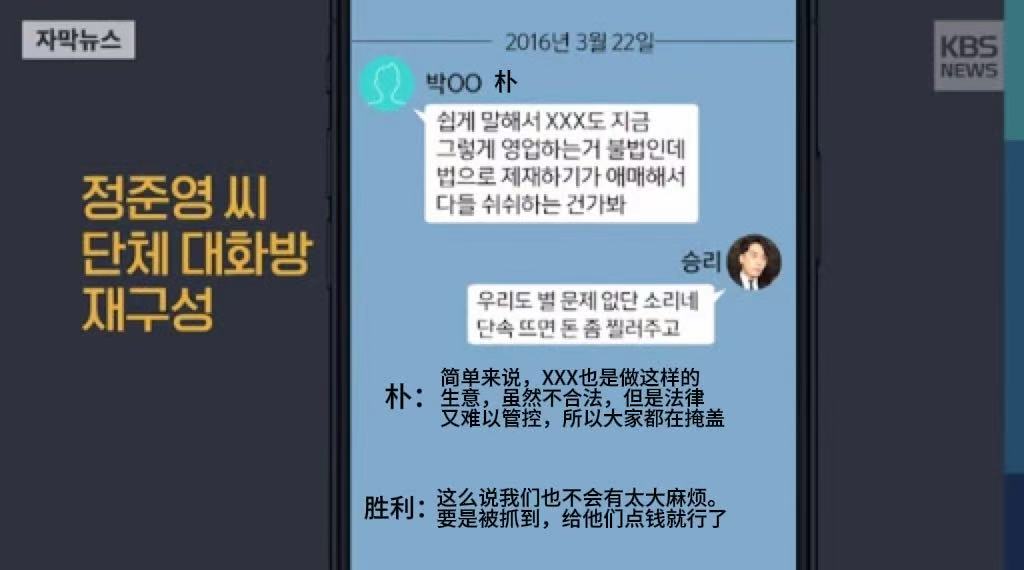 자막뉴스
KBS
NEWS
정준영 씨
단체 대화방
재구성
2016년 3월 22일
박OO 朴
쉽게 말해서 XXX도 지금
그렇게 영업하는거 불법인데
법으로 제재하기가 애매해서
다들 쉬쉬하는 건가봐
승리
우리도 별 문제 없단 소리네
단속 뜨면 돈 좀 찔러주고
朴：
简单来说，XXX也是做这样的
生意，虽然不合法，但是法律
又难以管控，所以大家都在掩盖
胜利：
这么说我们也不会有太大麻烦。
要是被抓到，给他们点钱就行了